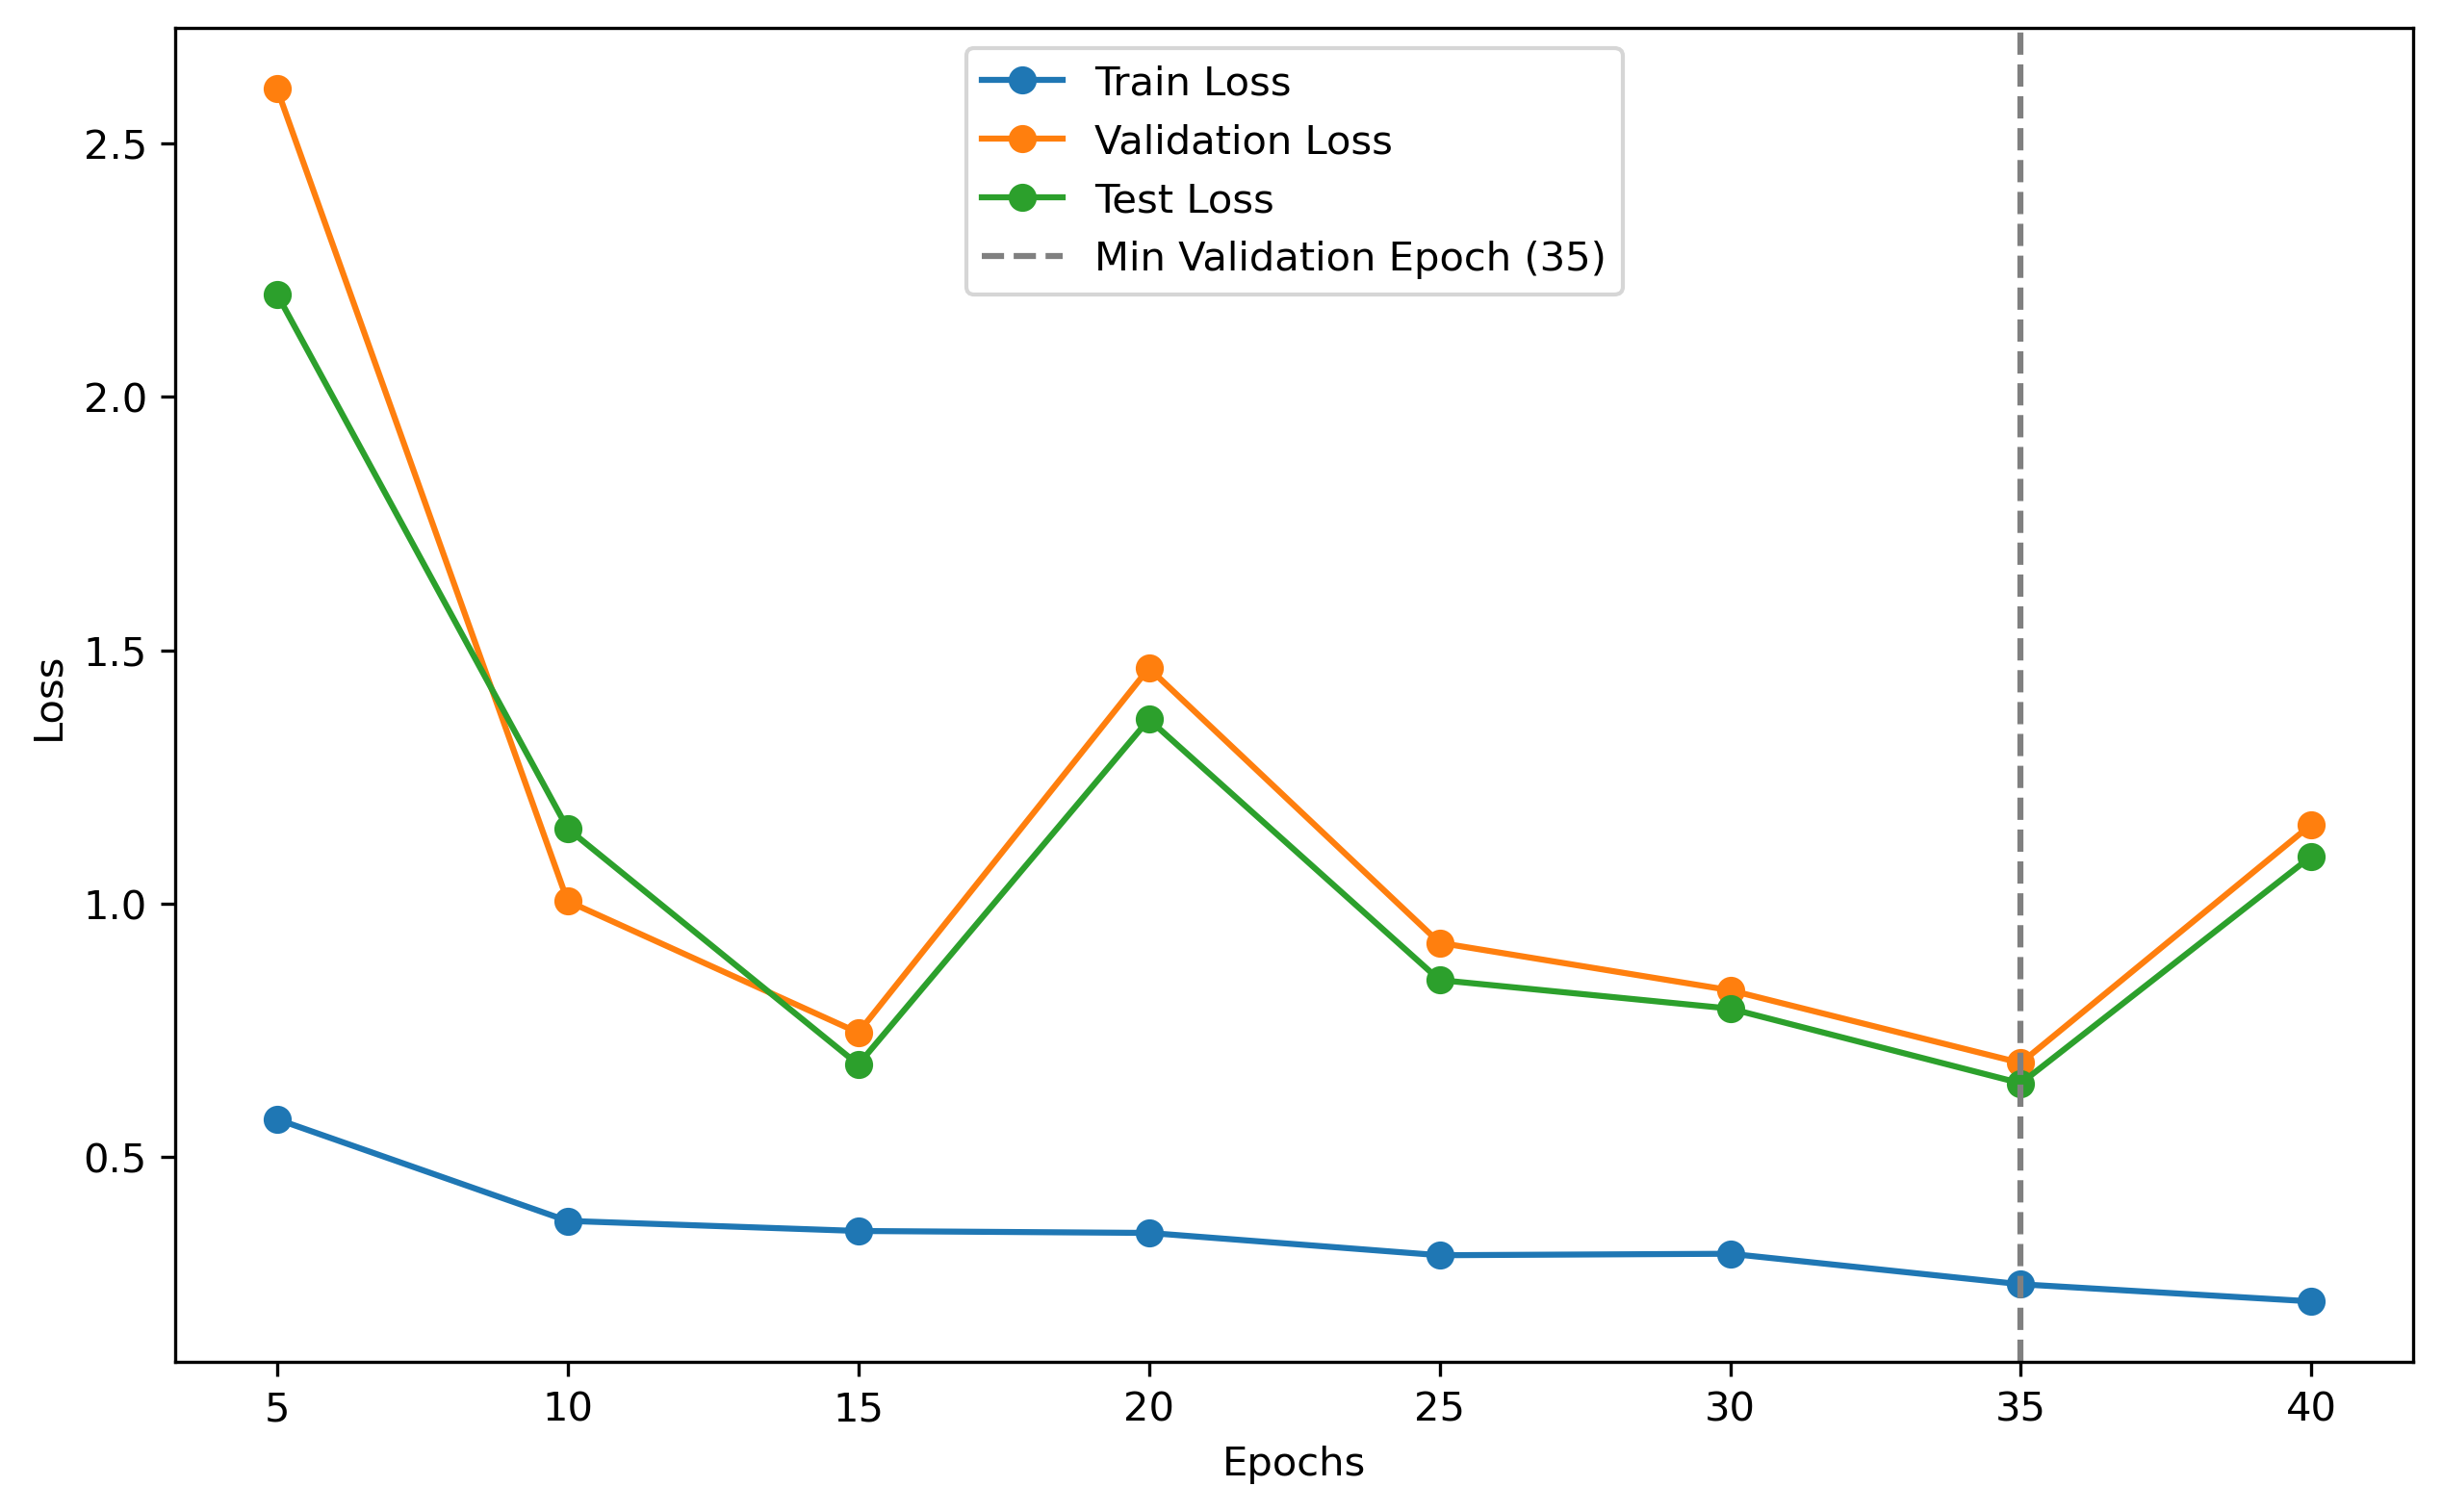 Train Loss
Validation Loss
Test Loss
Min Validation Epoch (35)
2.5
2.0
1.5
1.0
0.5
Loss
5 10 15 20 25 30 35 40
Epochs